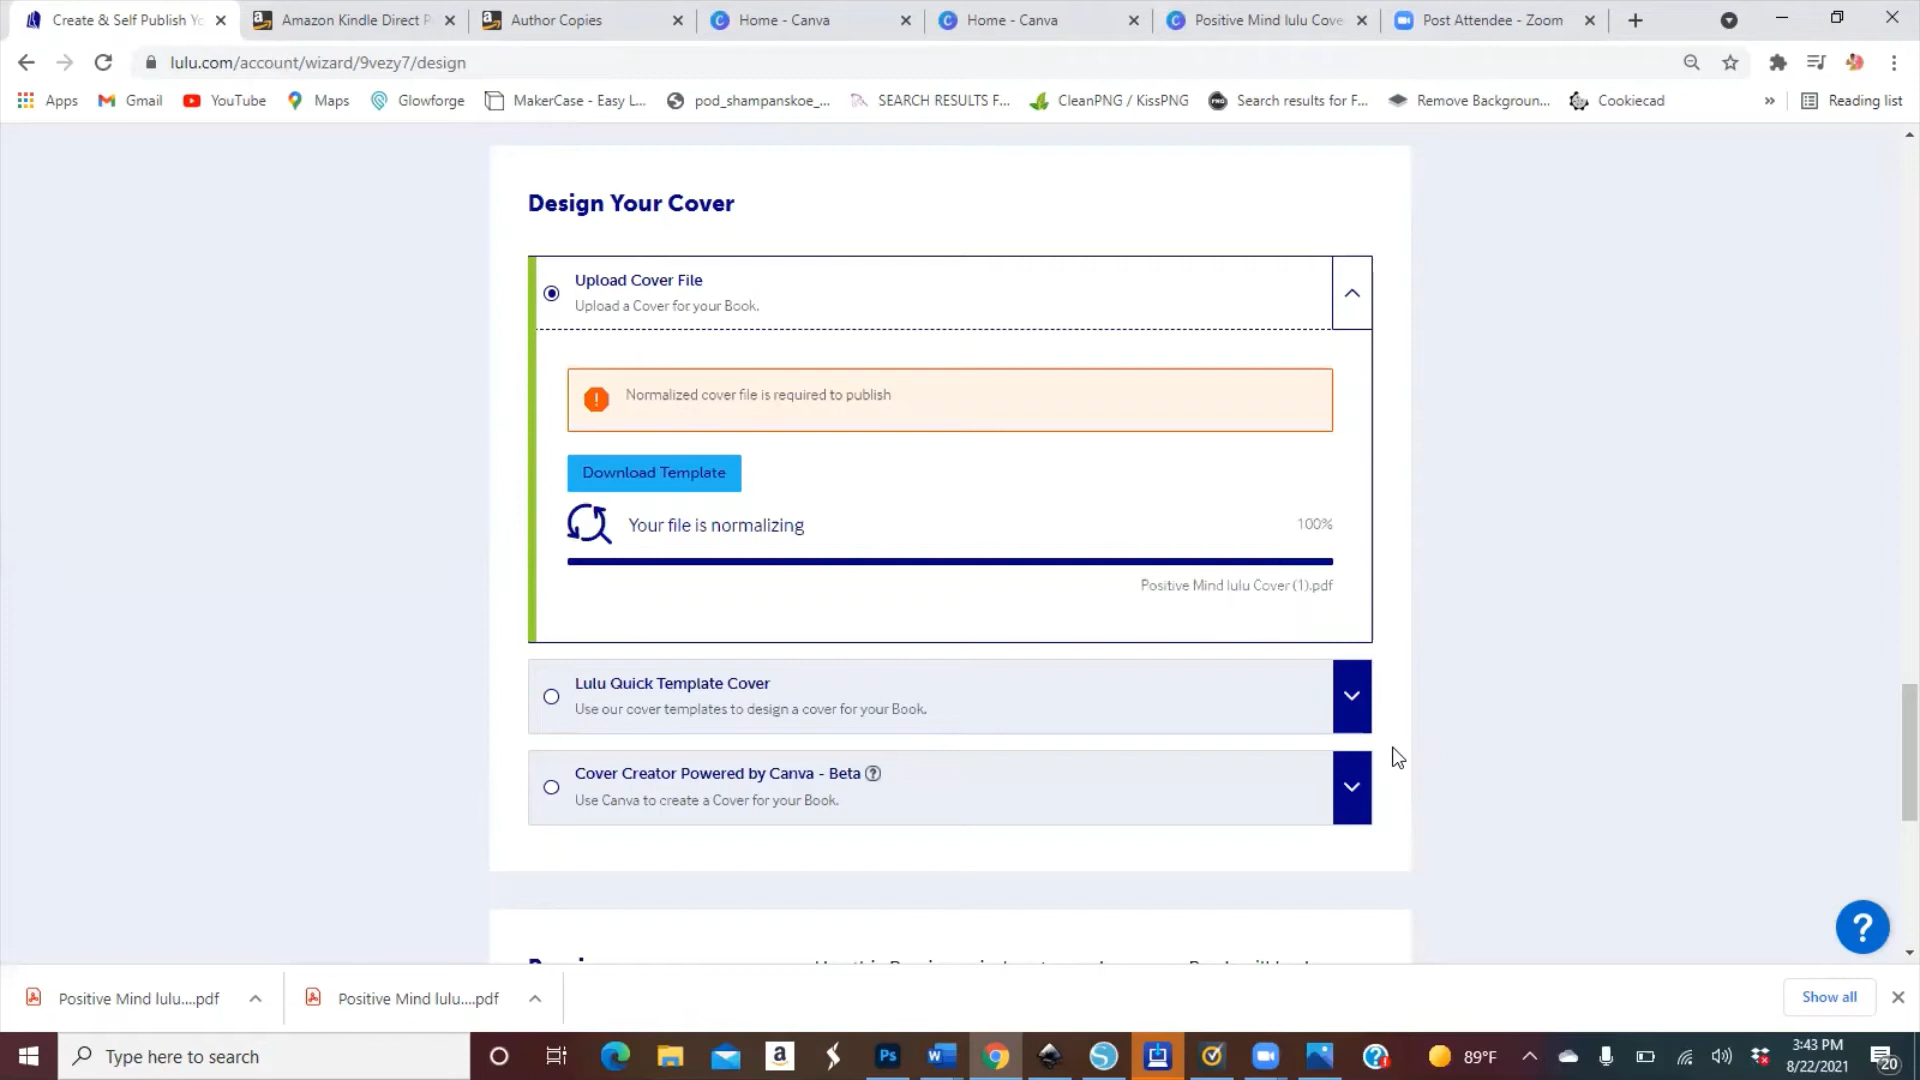 Create & Self Publish Yo
Amazon Kindle Direct P
Author Copies
Home - Canva
Home - Canva
Positive Mind lulu Cove
Post Attendee - Zoom
lulu.com/account/wizard/9vezy7/design
Apps
Gmail
YouTube
Maps
Glowforge
MakerCase - Easy L...
pod_shampanskoe_...
SEARCH RESULTS F...
CleanPNG / KissPNG
Search results for F...
Remove Backgroun...
Cookiecad
»
Reading list
Design Your Cover
Upload Cover File
Upload a Cover for your Book.
Normalized cover file is required to publish
Download Template
Your file is normalizing
100%
Positive Mind lulu Cover (1).pdf
Lulu Quick Template Cover
Use our cover templates to design a cover for your Book.
Cover Creator Powered by Canva - Beta
Use Canva to create a Cover for your Book.
Positive Mind lulu....pdf
Positive Mind lulu....pdf
Show all
Type here to search
89°F
3:43 PM
8/22/2021
20